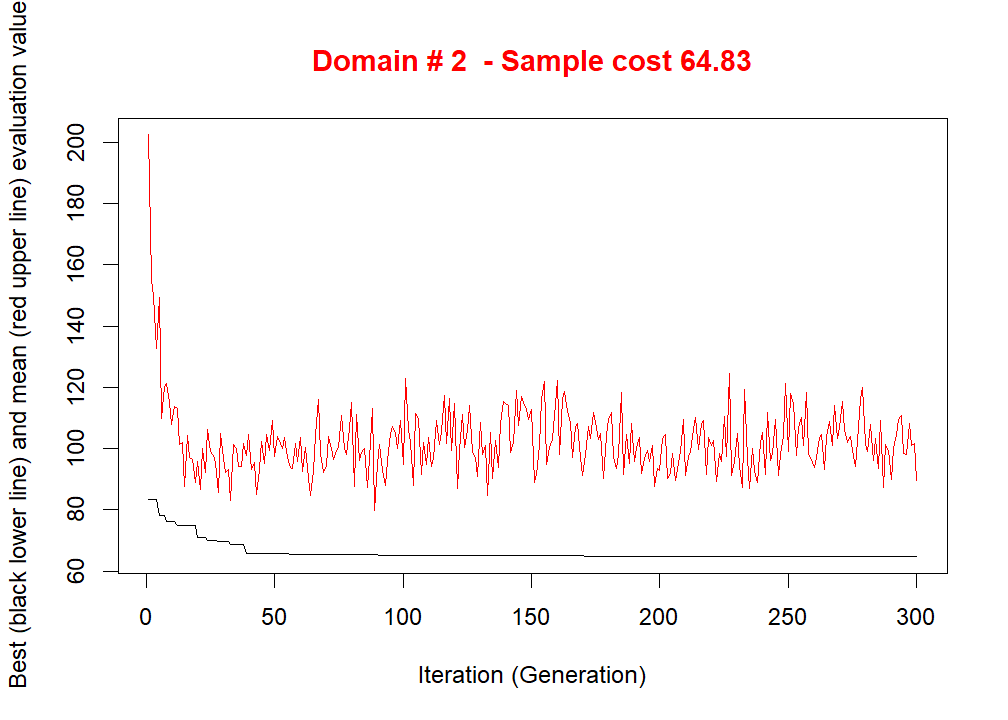 Domain # 2 - Sample cost 64.83
Best (black lower line) and mean (red upper line) evaluation value
200
180
160
140
120
100
80
60
0 50 100 150 200 250 300
Iteration (Generation)